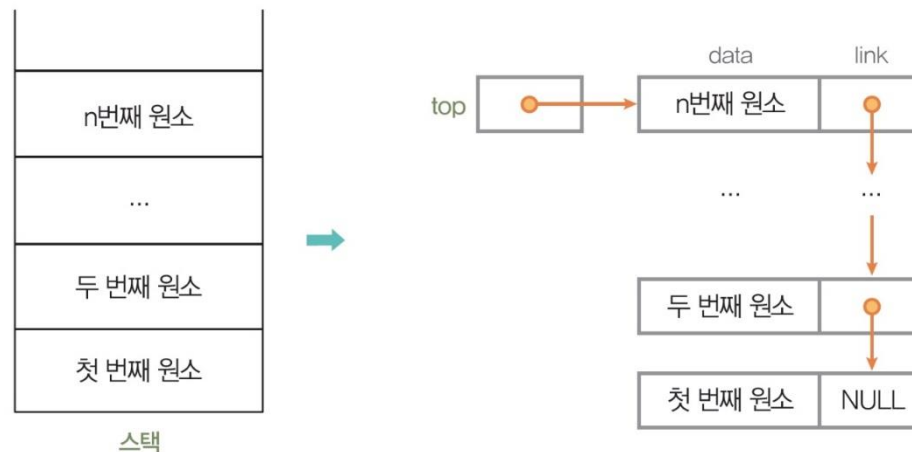 n번째 원소
...
두 번째 원소
첫 번째 원소
스택
data link
top
n번째 원소
... ...
두 번째 원소
첫 번째 원소 NULL